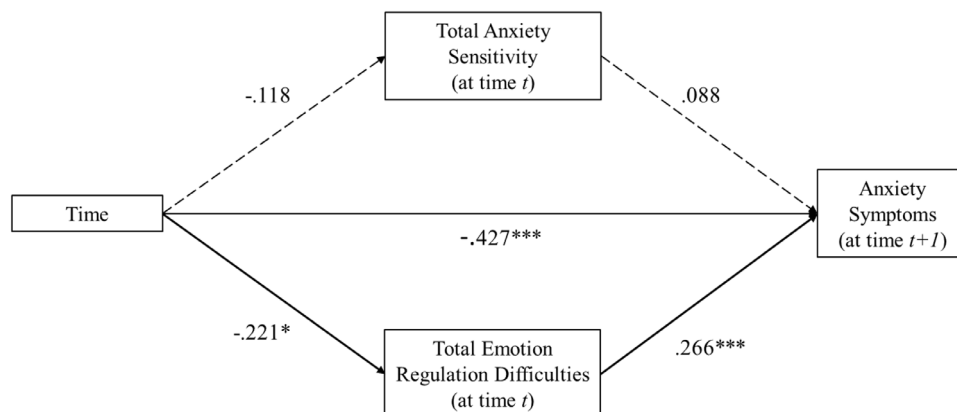 Total Anxiety
Sensitivity
(at time t)
-.118
.088
Time
Anxiety
Symptoms
(at time t+1)
-.427***
-.221*
Total Emotion
Regulation Difficulties
(at time t)
.266***